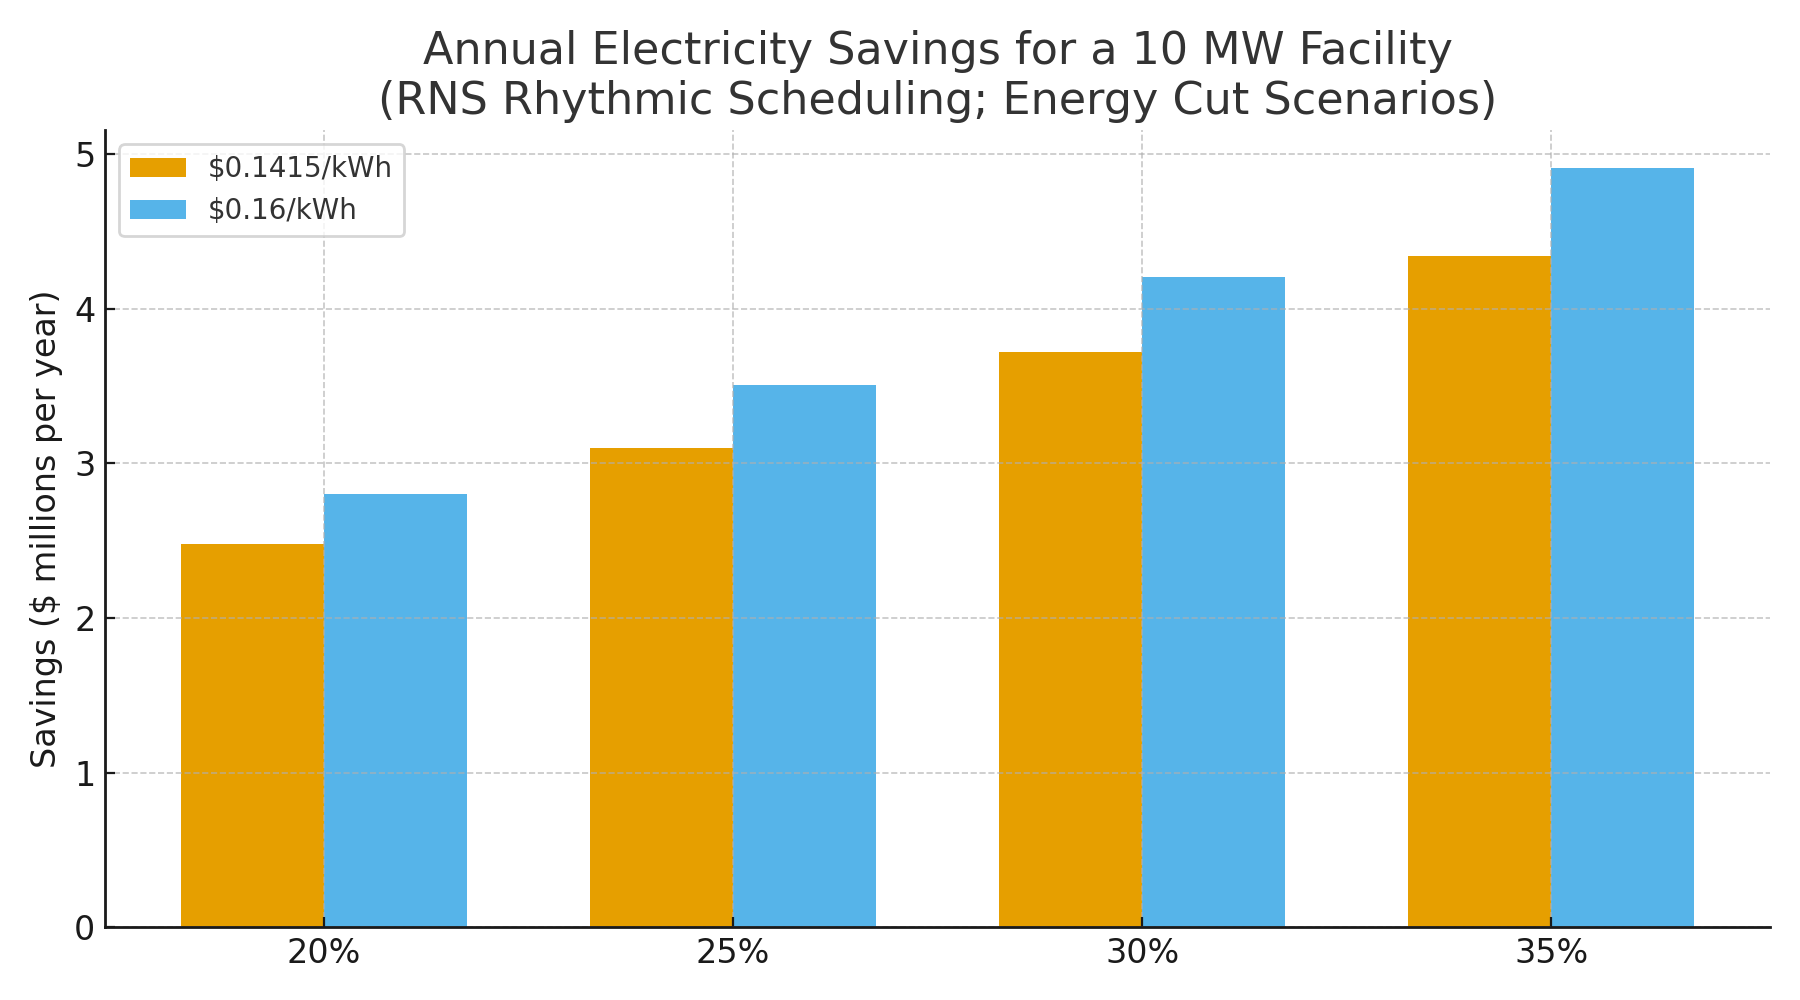 Annual Electricity Savings for a 10 MW Facility
(RNS Rhythmic Scheduling; Energy Cut Scenarios)
$0.1415/kWh
$0.16/kWh
Savings ($ millions per year)
5
4
3
2
1
0
20%
25%
30%
35%